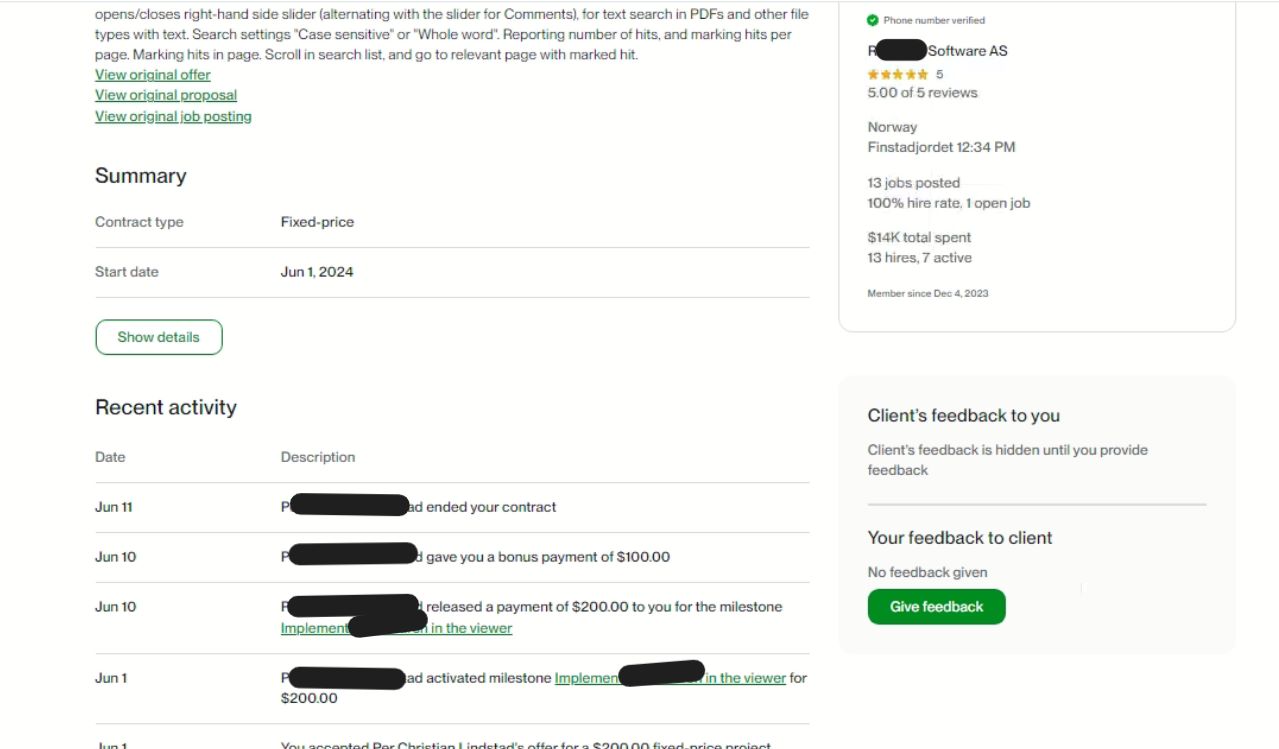 opens/closes right-hand side slider (alternating with the slider for Comments), for text search in PDFs and other file
types with text. Search settings "Case sensitive" or "Whole word". Reporting number of hits, and marking hits per
page. Marking hits in page. Scroll in search list, and go to relevant page with marked hit.
View original offer
View original proposal
View original job posting
Summary
Contract type Fixed-price
Start date Jun 1, 2024
Show details
Recent activity
Date Description
Jun 11 ended your contract
Jun 10 gave you a bonus payment of $100.00
Jun 10 released a payment of $200.00 to you for the milestone
Implement in the viewer
Jun 1 activated milestone in the viewer for
$200.00
Jun 1 You accepted Per Christian Lindstad's offer for a $200.00 fixed-price project
Phone number verified
Software AS
5
5.00 of 5 reviews
Norway
Finstadjordet 12:34 PM
13 jobs posted
100% hire rate, 1 open job
$14K total spent
13 hires, 7 active
Member since Dec 4, 2023
Client's feedback to you
Client's feedback is hidden until you provide
feedback
Your feedback to client
No feedback given
Give feedback